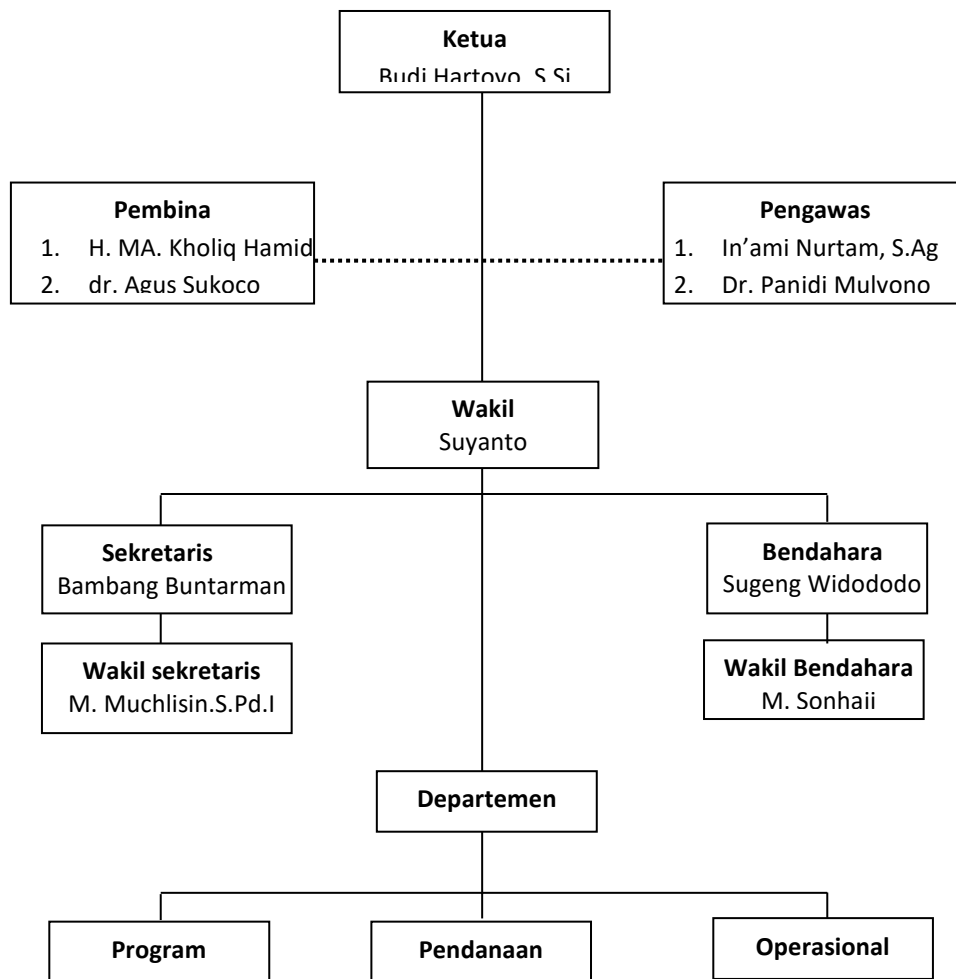 Ketua
Budi Hartoyo, S.Si
Pembina
1. H. MA. Kholiq Hamid
2. dr. Agus Sukoco
Pengawas
1. In’ami Nurtam, S.Ag
2. Dr. Panidi Mulyono
Wakil
Suyanto
Sekretaris
Bambang Buntarman
Bendahara
Sugeng Widododo
Wakil sekretaris
M. Muchlisin.S.Pd.I
Wakil Bendahara
M. Sonhaji
Departemen
Program
Pendanaan
Operasional